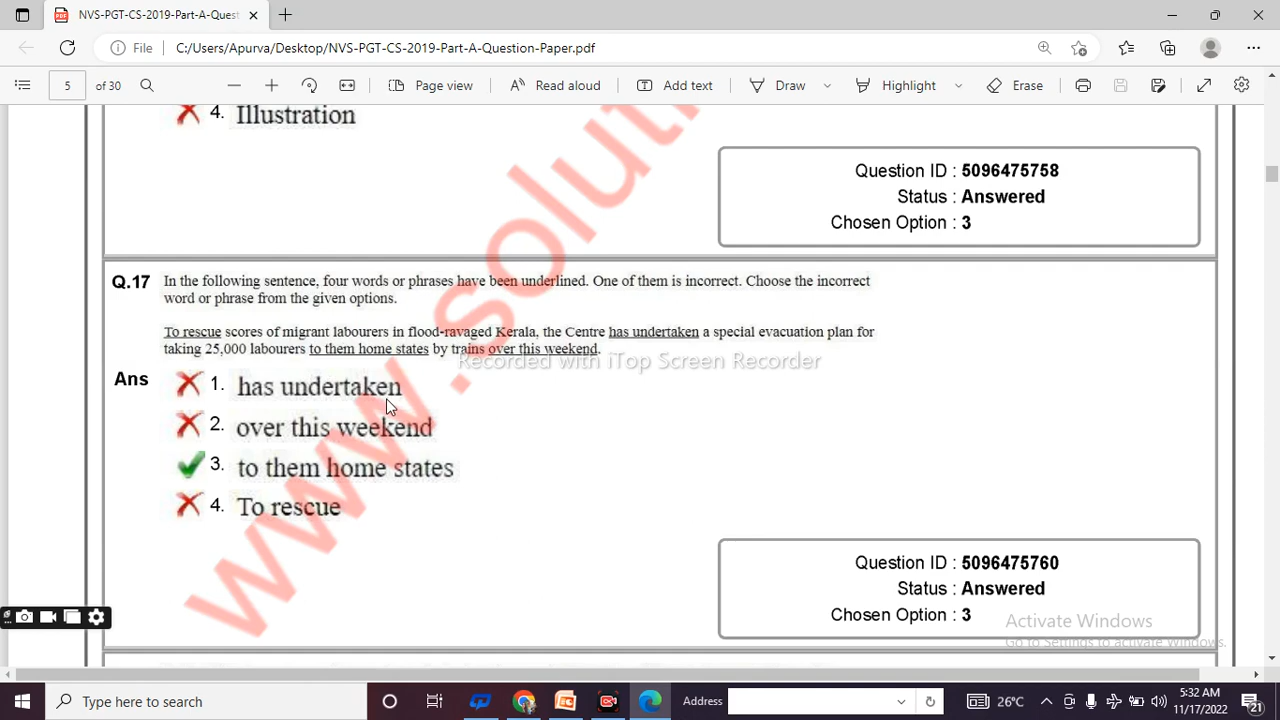 NVS-PGT-CS-2019-Part-A-Quest
File C:/Users/Apurva/Desktop/NVS-PGT-CS-2019-Part-A-Question-Paper.pdf
5 of 30 Page view Read aloud Add text Draw Highlight Erase
4. Illustration
Question ID : 5096475758
Status : Answered
Chosen Option : 3
Q.17 In the following sentence, four words or phrases have been underlined. One of them is incorrect. Choose the incorrect
word or phrase from the given options.
To rescue scores of migrant labourers in flood-ravaged Kerala, the Centre has undertaken a special evacuation plan for
taking 25,000 labourers to them home states by trains over this weekend.
Recorded with iTop Screen Recorder
Ans 1. has undertaken
2. over this weekend
3. to them home states
4. To rescue
www.soluti
Question ID : 5096475760
Status : Answered
Chosen Option : 3
Activate Windows
Go to Settings to activate Windows.
Type here to search Address 26°C 5:32 AM
11/17/2022 21